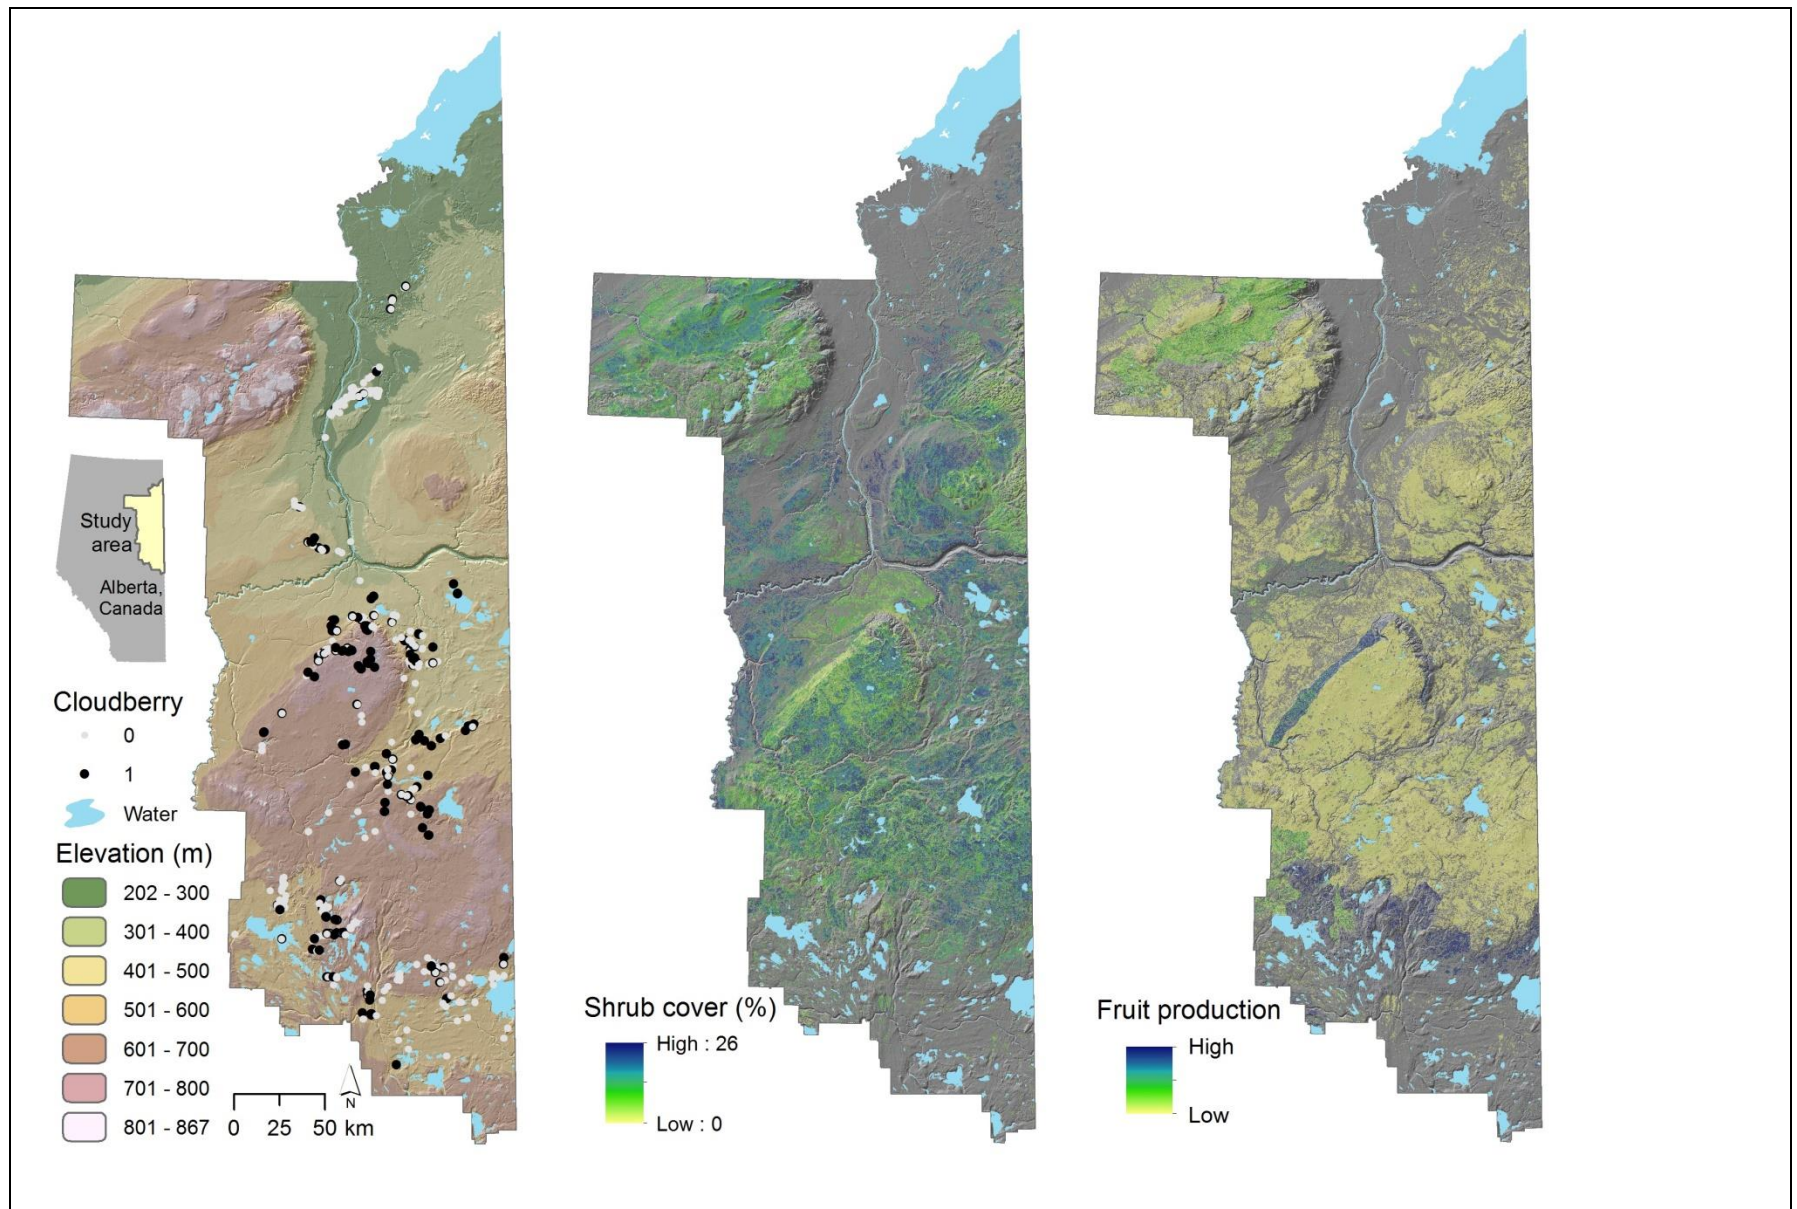 Study
area
Alberta,
Canada
Cloudberry
0
1
Water
Elevation (m)
202 - 300
301 - 400
401 - 500
501 - 600
601 - 700
701 - 800
801 - 867
N
0 25 50 km
Shrub cover (%)
High : 26
Low : 0
Fruit production
High
Low